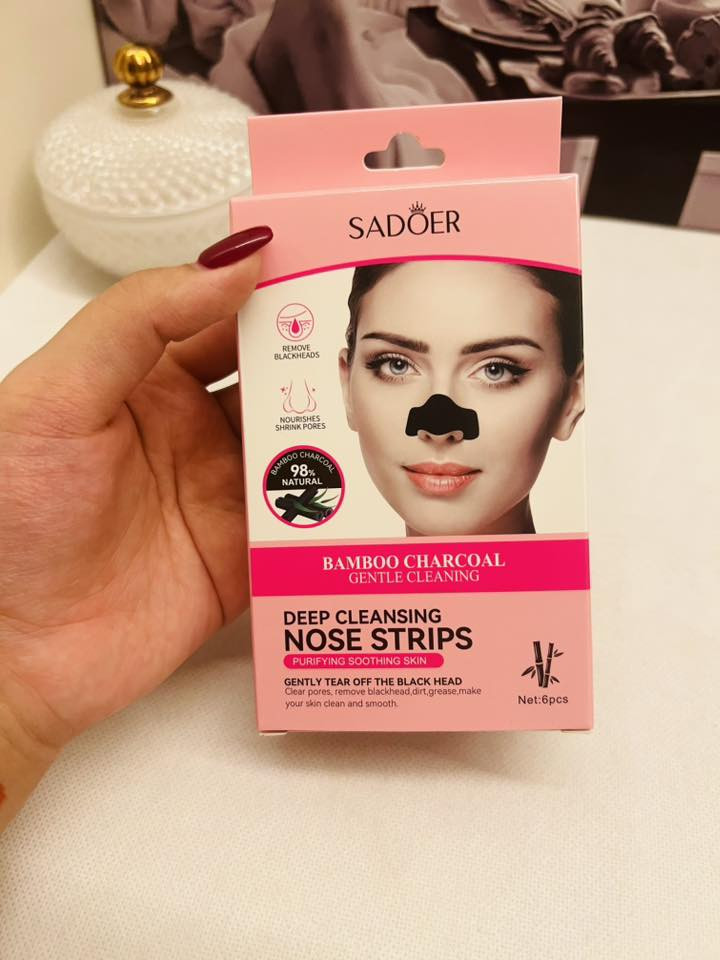 SADOER
REMOVE
BLACKHEADS
NOURISHES
SHRINK PORES
BAMBOO CHARCOAL
98%
NATURAL
BAMBOO CHARCOAL
GENTLE CLEANING
DEEP CLEANSING
NOSE STRIPS
PURIFYING SOOTHING SKIN
GENTLY TEAR OFF THE BLACK HEAD
Clear pores, remove blackhead,dirt,grease,make
your skin clean and smooth.
Net:6pcs